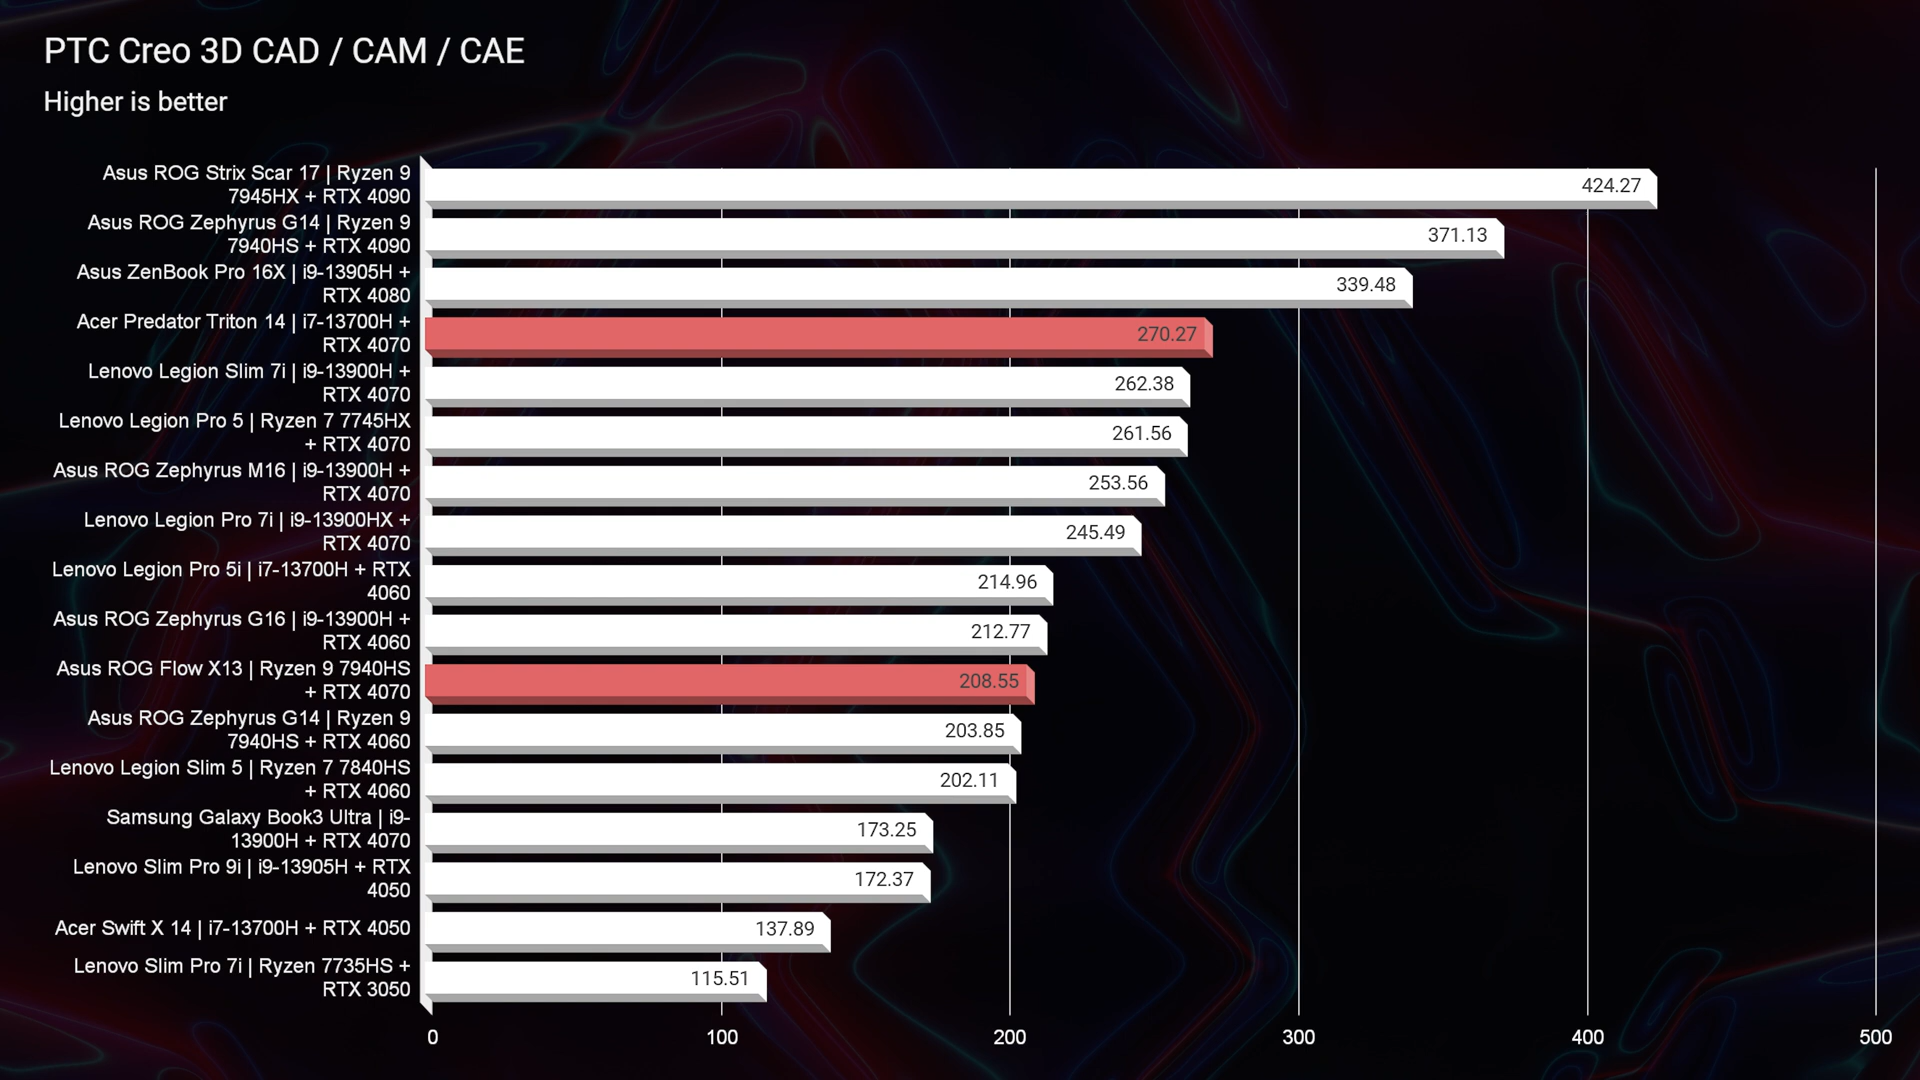 PTC Creo 3D CAD / CAM / CAE
Higher is better
Asus ROG Strix Scar 17 | Ryzen 9
7945HX + RTX 4090
424.27
Asus ROG Zephyrus G14 | Ryzen 9
7940HS + RTX 4090
371.13
Asus ZenBook Pro 16X | i9-13905H +
RTX 4080
339.48
Acer Predator Triton 14 | i7-13700H +
RTX 4070
270.27
Lenovo Legion Slim 7i | i9-13900H +
RTX 4070
262.38
Lenovo Legion Pro 5 | Ryzen 7 7745HX
+ RTX 4070
261.56
Asus ROG Zephyrus M16 | i9-13900H +
RTX 4070
253.56
Lenovo Legion Pro 7i | i9-13900HX +
RTX 4070
245.49
Lenovo Legion Pro 5i | i7-13700H + RTX
4060
214.96
Asus ROG Zephyrus G16 | i9-13900H +
RTX 4060
212.77
Asus ROG Flow X13 | Ryzen 9 7940HS
+ RTX 4070
208.55
Asus ROG Zephyrus G14 | Ryzen 9
7940HS + RTX 4060
203.85
Lenovo Legion Slim 5 | Ryzen 7 7840HS
+ RTX 4060
202.11
Samsung Galaxy Book3 Ultra | i9-
13900H + RTX 4070
173.25
Lenovo Slim Pro 9i | i9-13905H + RTX
4050
172.37
Acer Swift X 14 | i7-13700H + RTX 4050
137.89
Lenovo Slim Pro 7i | Ryzen 7735HS +
RTX 3050
115.51
0 100 200 300 400 500